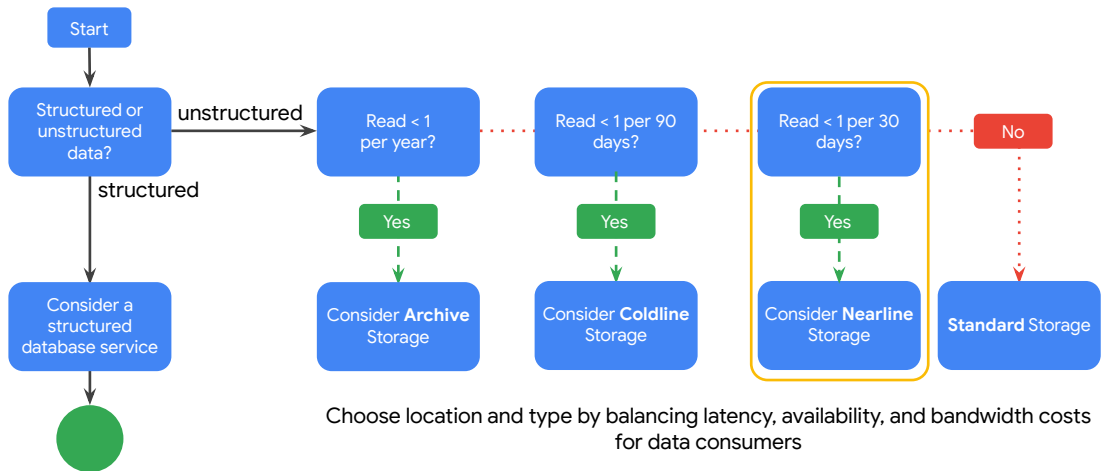 Start
Structured or
unstructured
data?
unstructured
structured
Consider a
structured
database service
Read < 1
per year?
Yes
Consider Archive
Storage
Read < 1 per 90
days?
Yes
Consider Coldline
Storage
Read < 1 per 30
days?
Yes
Consider Nearline
Storage
No
Standard Storage
Choose location and type by balancing latency, availability, and bandwidth costs
for data consumers